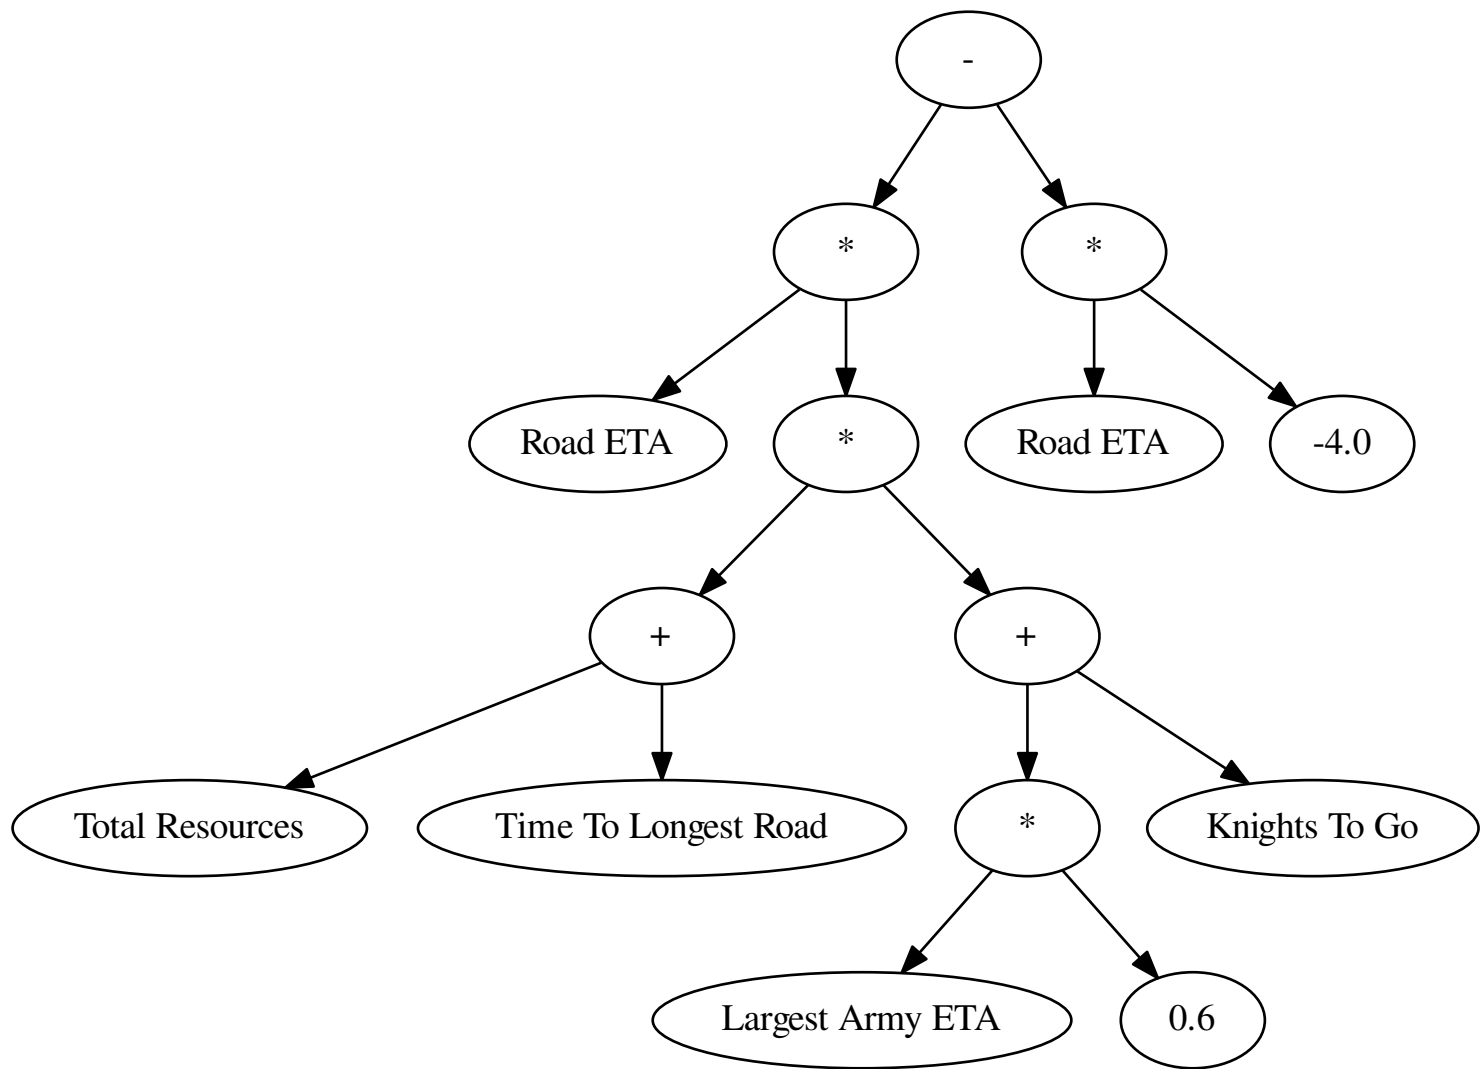 -
*
*
Road ETA
*
Road ETA
-4.0
+
+
Total Resources
Time To Longest Road
*
Knights To Go
Largest Army ETA
0.6